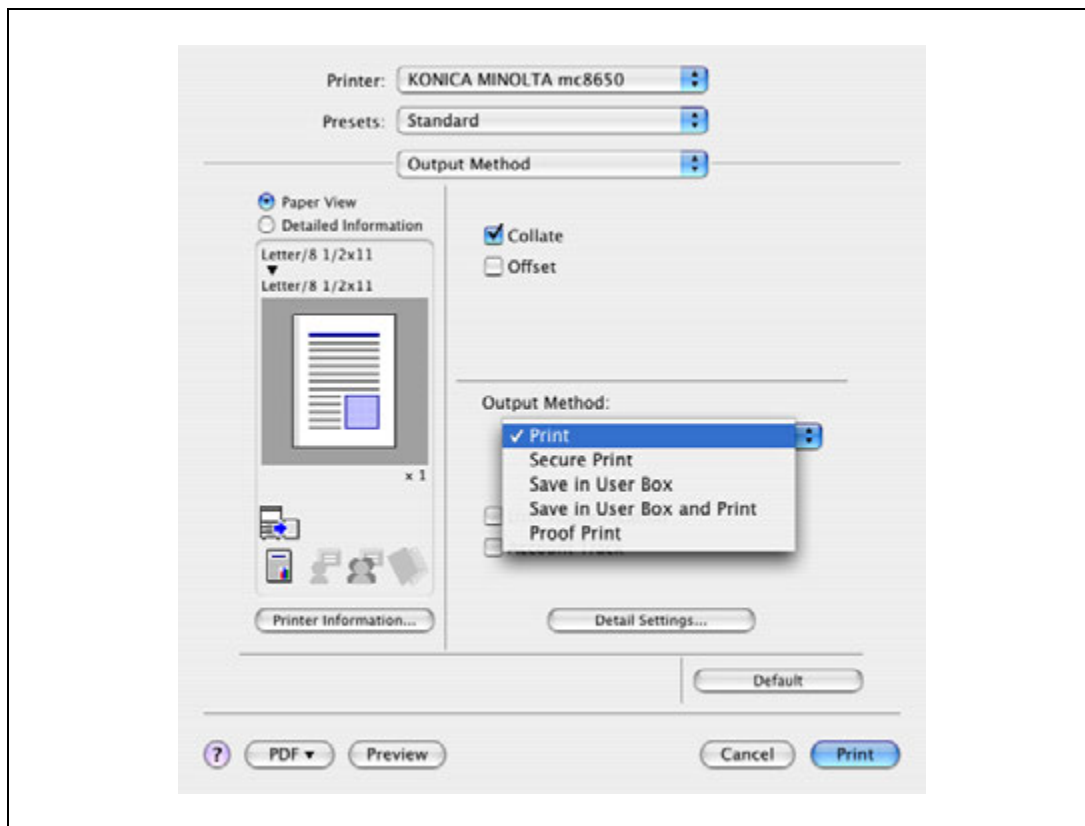 Printer: KONICA MINOLTA mc8650
Presets: Standard
Output Method
Paper View
Detailed Information
Letter/8 1/2x11
Letter/8 1/2x11
x 1
Printer Information...
Collate
Offset
Output Method:
✓ Print
Secure Print
Save in User Box
Save in User Box and Print
Proof Print
Account Track
Detail Settings...
Default
? PDF ▼ Preview Cancel Print